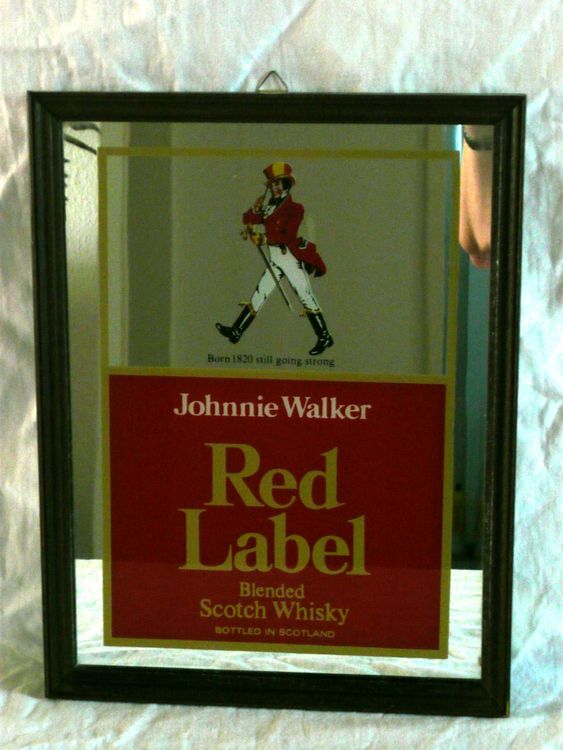 Born 1820 still going strong
Johnnie Walker
Red
Label
Blended
Scotch Whisky
BOTTLED IN SCOTLAND